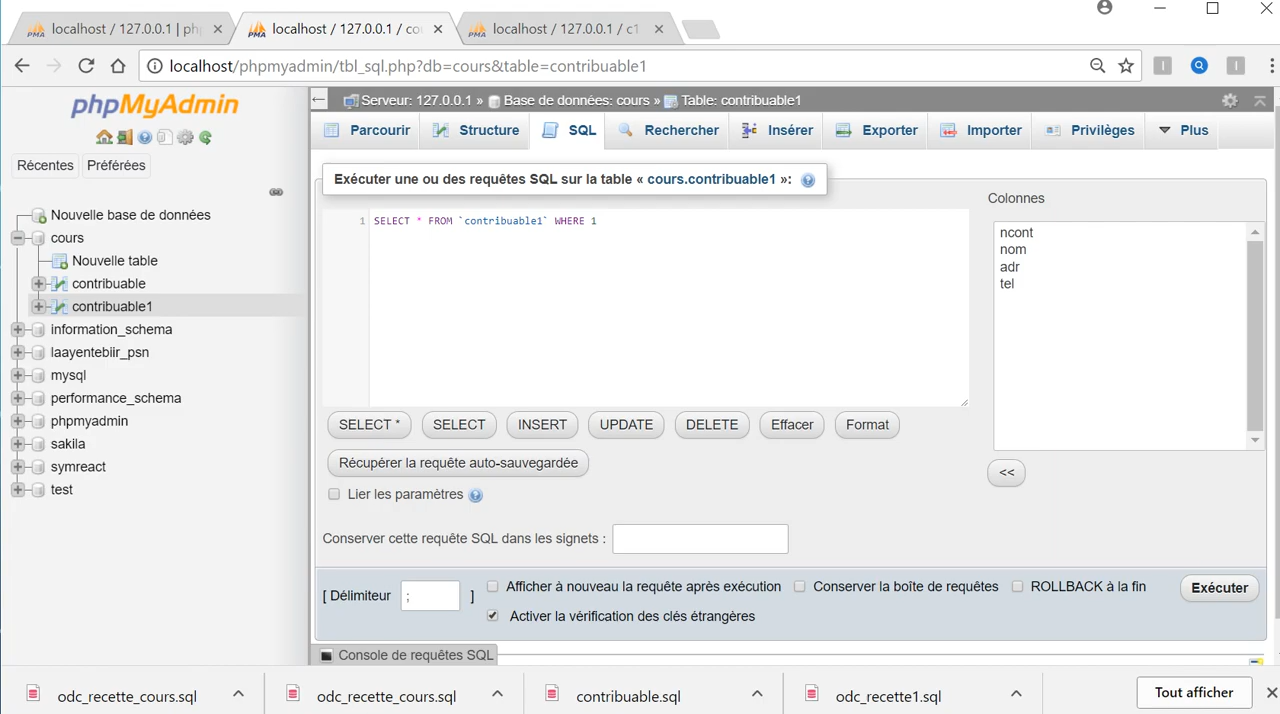 localhost / 127.0.0.1 | ph
localhost / 127.0.0.1 / co
localhost / 127.0.0.1 / c1
localhost/phpmyadmin/tbl_sql.php?db=cours&table=contribuable1
phpMyAdmin
Récentes
Préférées
Nouvelle base de données
cours
Nouvelle table
contribuable
contribuable1
information_schema
laayentebiir_psn
mysql
performance_schema
phpmyadmin
sakila
symreact
test
Serveur: 127.0.0.1 » Base de données: cours » Table: contribuable1
Parcourir
Structure
SQL
Rechercher
Insérer
Exporter
Importer
Privilèges
Plus
Exécuter une ou des requêtes SQL sur la table « cours.contribuable1 »:
1 SELECT * FROM `contribuable1` WHERE 1
Colonnes
ncont
nom
adr
tel
<<
SELECT *
SELECT
INSERT
UPDATE
DELETE
Effacer
Format
Récupérer la requête auto-sauvegardée
Lier les paramètres
Conserver cette requête SQL dans les signets :
[ Délimiteur ; ]
Afficher à nouveau la requête après exécution
Conserver la boîte de requêtes
ROLLBACK à la fin
Activer la vérification des clés étrangères
Exécuter
Console de requêtes SQL
odc_recette_cours.sql
odc_recette_cours.sql
contribuable.sql
odc_recette1.sql
Tout afficher